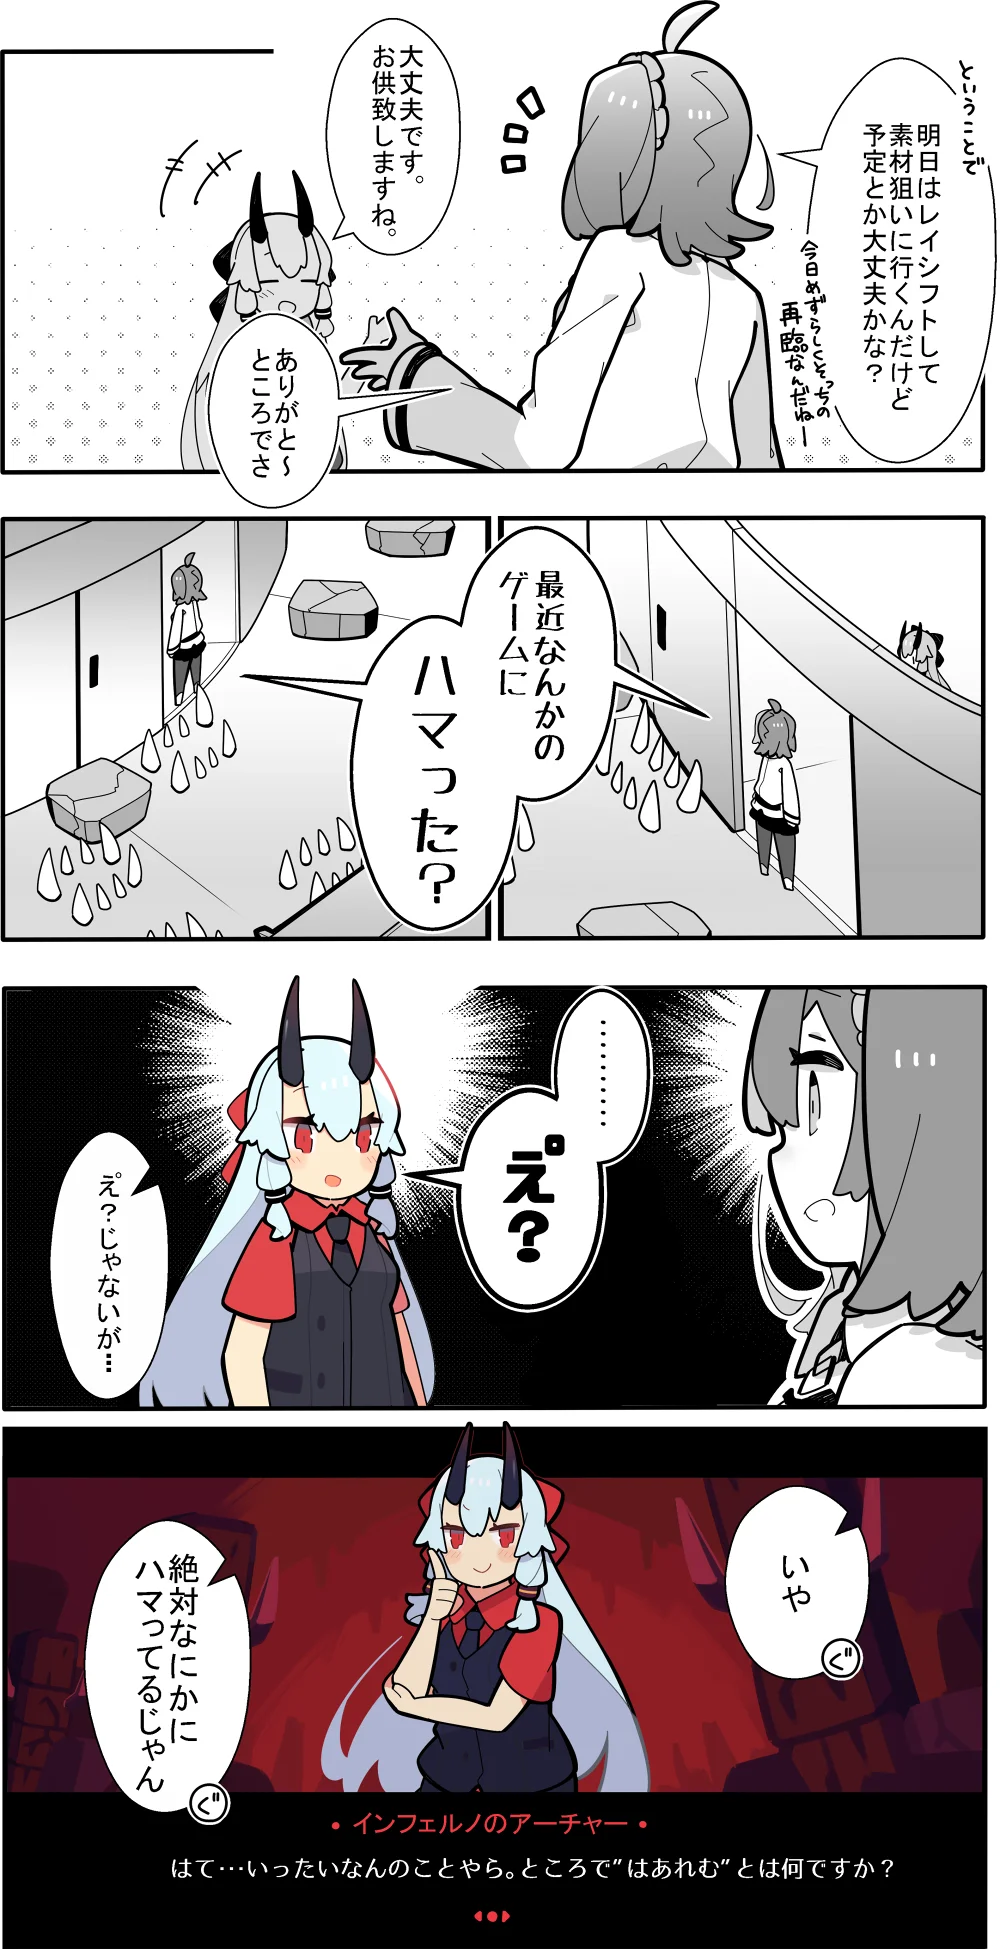 ということで
明日はレイシフトして
素材狙いに行くんだけど
予定とか大丈夫かな？
今日めずらしくそっちの
再臨なんだねー
大丈夫です。
お供致しますね。
ありがと～
ところでさ
最近なんかの
ゲームに
ハマった？
………
え？
え？じゃないが…
いや
ぐ
絶対なにかに
ハマってるじゃん
ぐ
・インフェルノのアーチャー・
はて…いったいなんのことやら。ところで”はあれむ”とは何ですか？